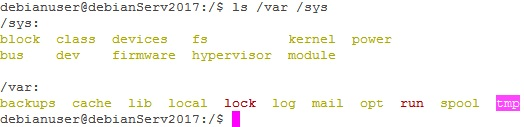 debianuser@debianServ2017:/$ ls /var /sys
/sys:
block class devices fs kernel power
bus dev firmware hypervisor module
/var:
backups cache lib local lock log mail opt run spool tmp
debianuser@debianServ2017:/$